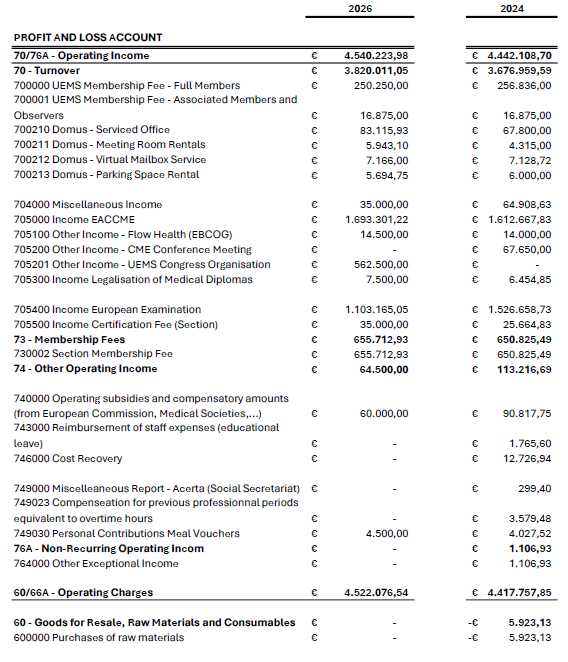 2026 2024
PROFIT AND LOSS ACCOUNT
70/76A - Operating Income € 4.540.223,98 € 4.442.108,70
70 - Turnover € 3.820.011,05 € 3.676.959,59
700000 UEMS Membership Fee - Full Members € 250.250,00 € 256.836,00
700001 UEMS Membership Fee - Associated Members and
Observers € 16.875,00 € 16.875,00
700210 Domus - Serviced Office € 83.115,93 € 67.800,00
700211 Domus - Meeting Room Rentals € 5.943,10 € 4.315,00
700212 Domus - Virtual Mailbox Service € 7.166,00 € 7.128,72
700213 Domus - Parking Space Rental € 5.694,75 € 6.000,00
704000 Miscellaneous Income € 35.000,00 € 64.908,63
705000 Income EACCME € 1.693.301,22 € 1.612.667,83
705100 Other Income - Flow Health (EBCOG) € 14.500,00 € 14.000,00
705200 Other Income - CME Conference Meeting € - € 67.650,00
705201 Other Income - UEMS Congress Organisation € 562.500,00 € -
705300 Income Legalisation of Medical Diplomas € 7.500,00 € 6.454,85
705400 Income European Examination € 1.103.165,05 € 1.526.658,73
705500 Income Certification Fee (Section) € 35.000,00 € 25.664,83
73 - Membership Fees € 655.712,93 € 650.825,49
730002 Section Membership Fee € 655.712,93 € 650.825,49
74 - Other Operating Income € 64.500,00 € 113.216,69
740000 Operating subsidies and compensatory amounts
(from European Commission, Medical Societies,...) € 60.000,00 € 90.817,75
743000 Reimbursement of staff expenses (educational
leave) € - € 1.765,60
746000 Cost Recovery € - € 12.726,94
749000 Miscelleaneous Report - Acerta (Social Secretariat) € - € 299,40
749023 Compenseation for previous professionnal periods
equivalent to overtime hours € - € 3.579,48
749030 Personal Contributions Meal Vouchers € 4.500,00 € 4.027,52
76A - Non-Recurring Operating Incom € - € 1.106,93
764000 Other Exceptional Income € - € 1.106,93
60/66A - Operating Charges € 4.522.076,54 € 4.417.757,85
60 - Goods for Resale, Raw Materials and Consumables € - -€ 5.923,13
600000 Purchases of raw materials € - -€ 5.923,13